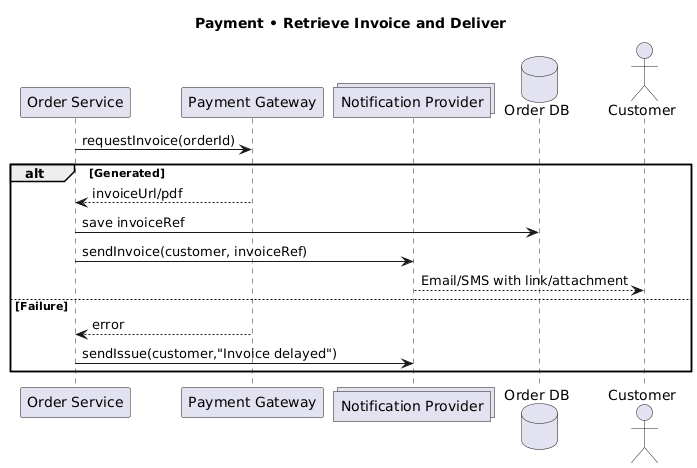 Payment • Retrieve Invoice and Deliver
Order Service
Payment Gateway
Notification Provider
Order DB
Customer
requestInvoice(orderId)
alt
[Generated]
invoiceUrl/pdf
save invoiceRef
sendInvoice(customer, invoiceRef)
Email/SMS with link/attachment
[Failure]
error
sendIssue(customer,"Invoice delayed")
Order Service
Payment Gateway
Notification Provider
Order DB
Customer